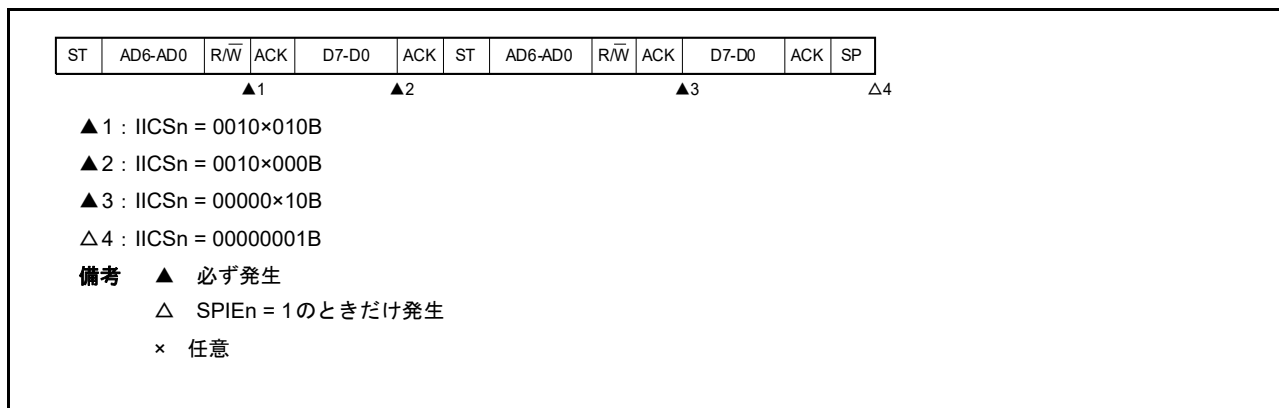 ST AD6-AD0 R/W̅ ACK D7-D0 ACK ST AD6-AD0 R/W̅ ACK D7-D0 ACK SP
▲1 ▲2 ▲3 △4
▲1：IICSn = 0010×010B
▲2：IICSn = 0010×000B
▲3：IICSn = 00000×10B
△4：IICSn = 00000001B
備考 ▲ 必ず発生
△ SPIEn = 1のときだけ発生
× 任意